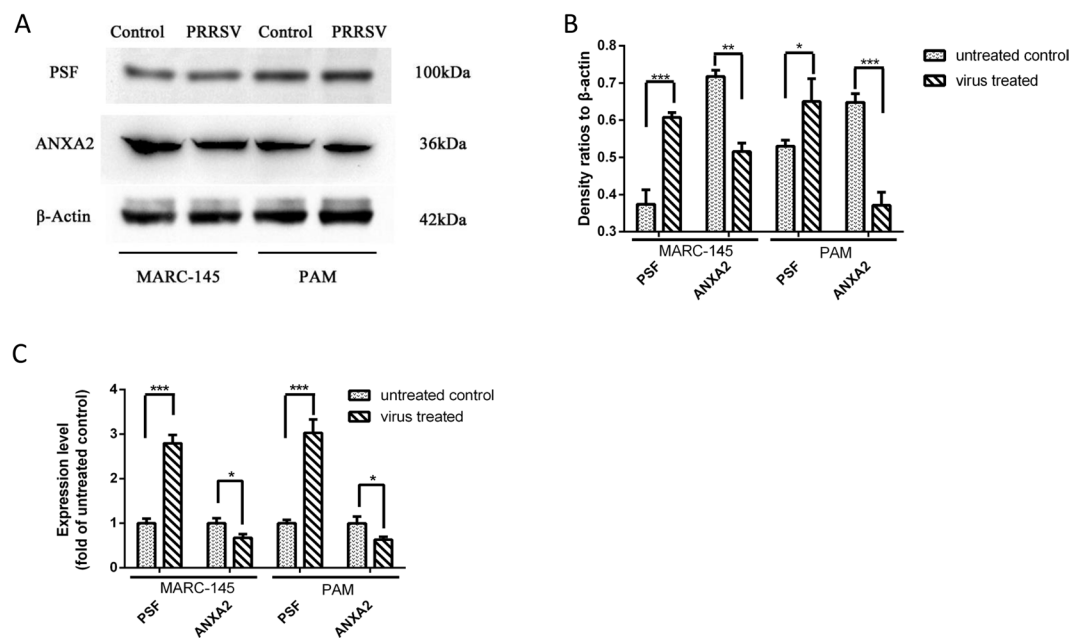 A
Control PRRSV Control PRRSV
PSF 100kDa
ANXA2 36kDa
β-Actin 42kDa
MARC-145 PAM
B
Density ratios to β-actin
0.8
0.7
0.6
0.5
0.4
0.3
*** ** * ***
untreated control
virus treated
MARC-145 PAM
PSF ANXA2 PSF ANXA2
C
Expression level
(fold of untreated control)
4
3
2
1
0
*** * *** *
untreated control
virus treated
MARC-145 PAM
PSF ANXA2 PSF ANXA2